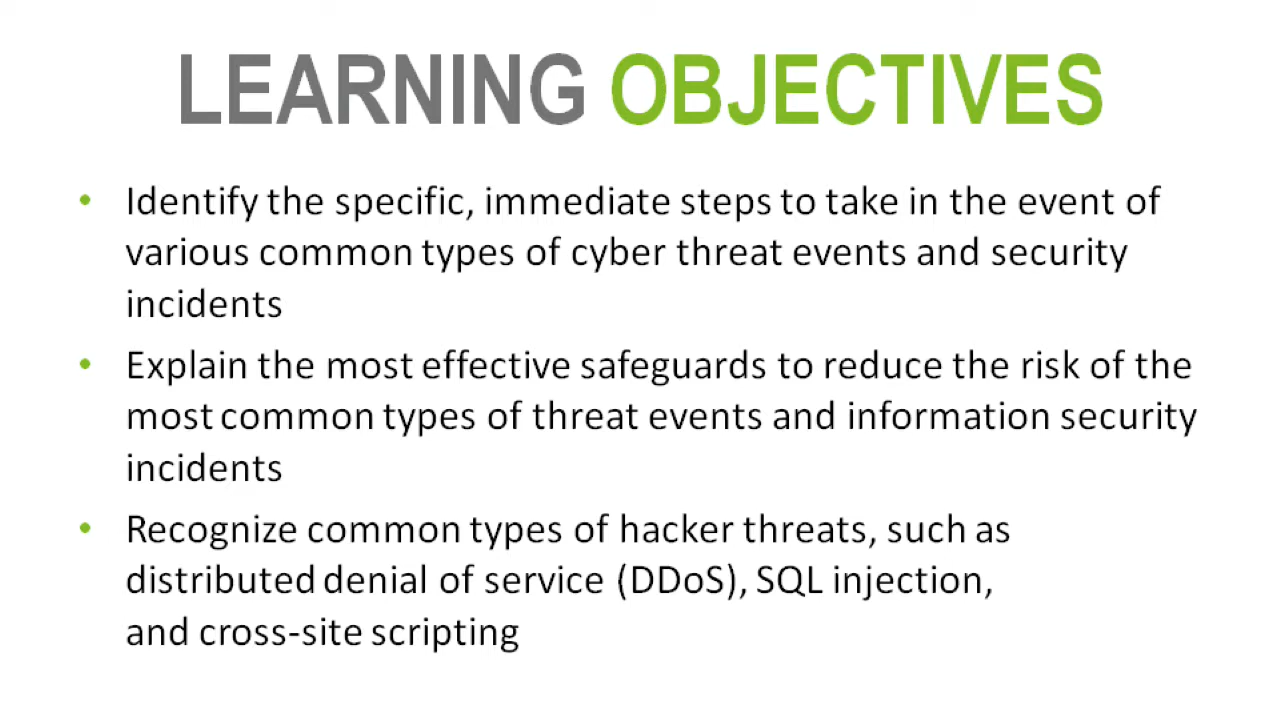 LEARNING OBJECTIVES
• Identify the specific, immediate steps to take in the event of
various common types of cyber threat events and security
incidents
• Explain the most effective safeguards to reduce the risk of the
most common types of threat events and information security
incidents
• Recognize common types of hacker threats, such as
distributed denial of service (DDoS), SQL injection,
and cross-site scripting